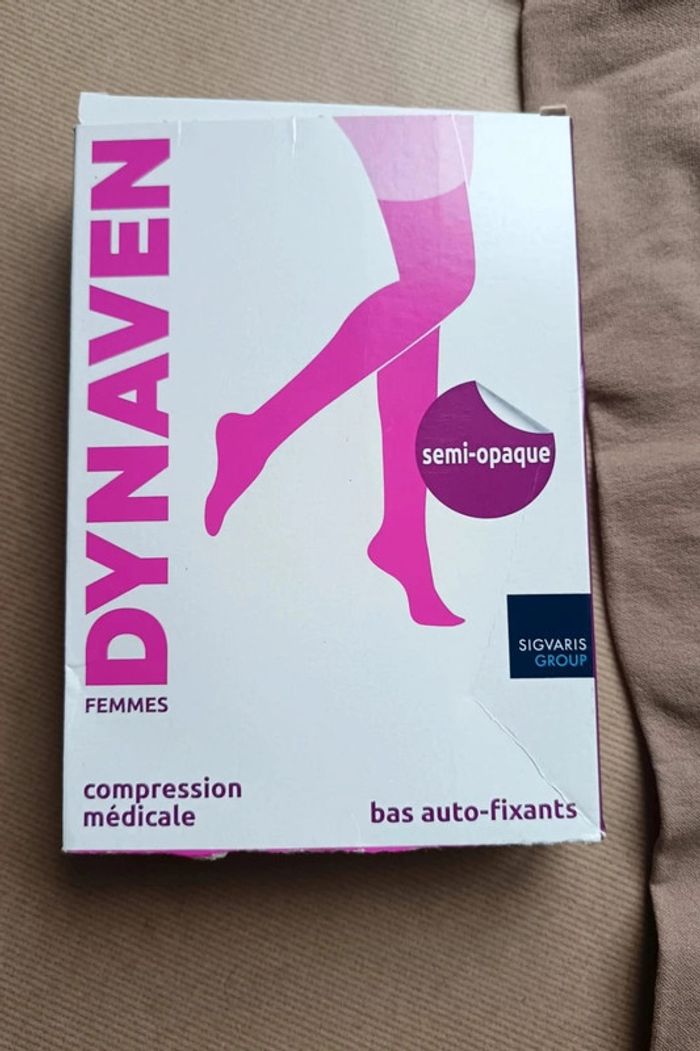 DYNAVEN
FEMMES
semi-opaque
SIGVARIS
GROUP
compression
médicale
bas auto-fixants